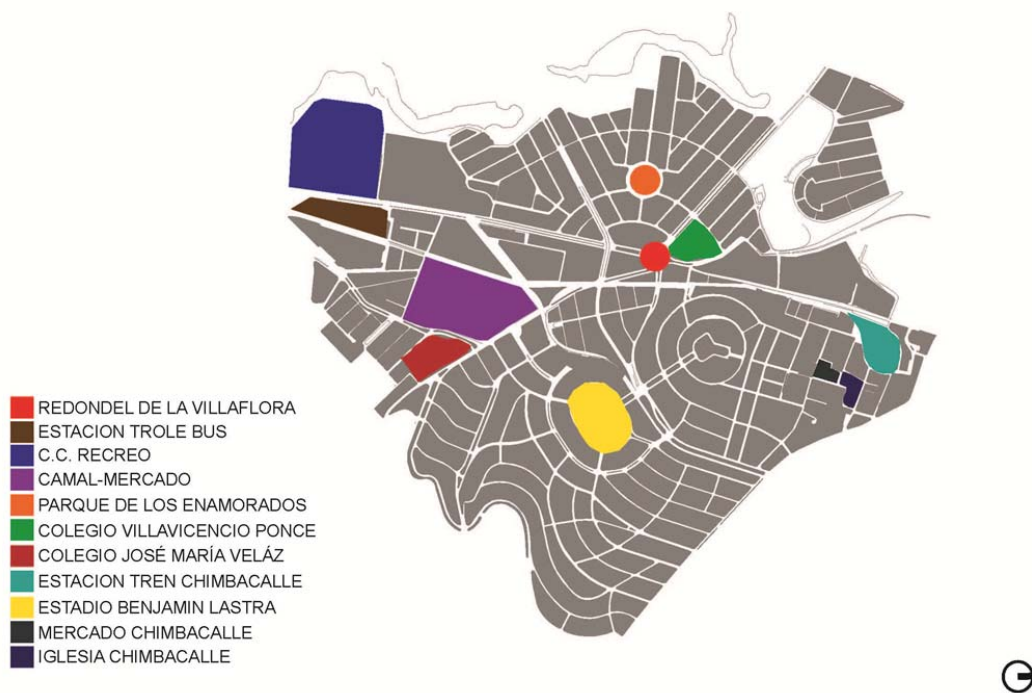 REDONDEL DE LA VILLAFLORA
ESTACION TROLE BUS
C.C. RECREO
CAMAL-MERCADO
PARQUE DE LOS ENAMORADOS
COLEGIO VILLAVICENCIO PONCE
COLEGIO JOSÉ MARÍA VELÁZ
ESTACION TREN CHIMBACALLE
ESTADIO BENJAMIN LASTRA
MERCADO CHIMBACALLE
IGLESIA CHIMBACALLE